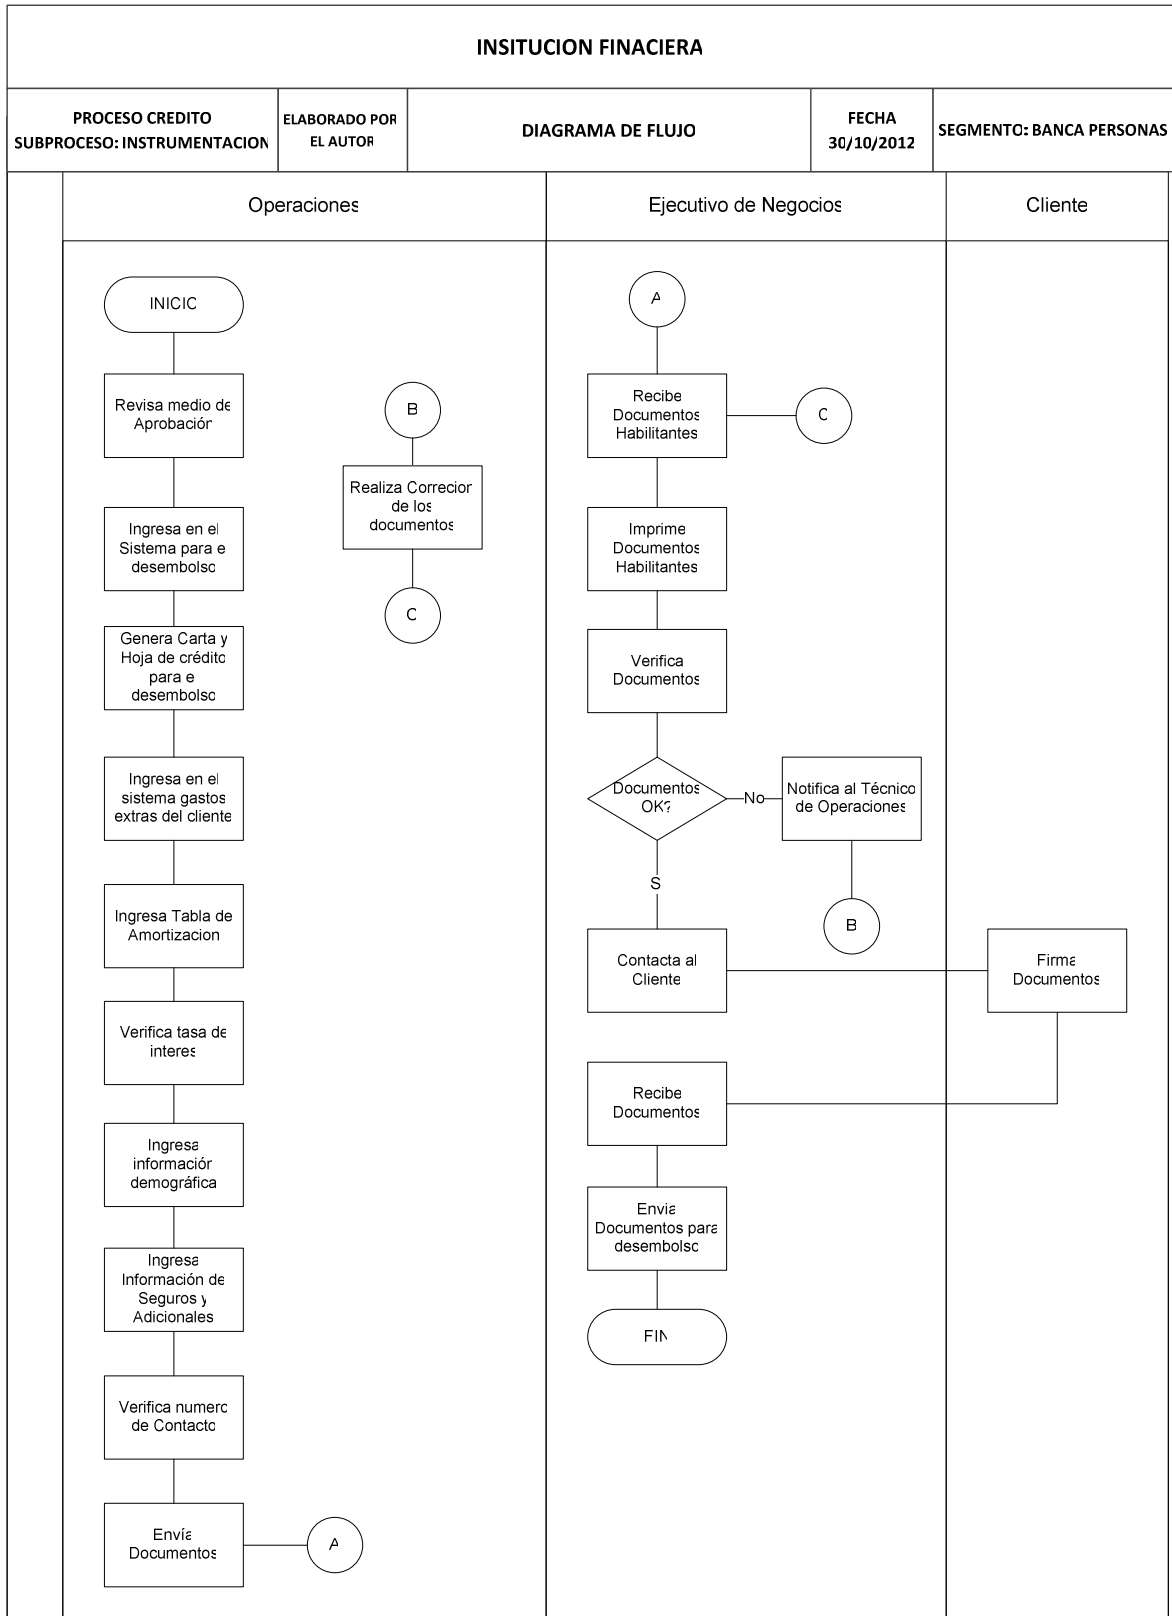 INSITUCION FINACIERA
PROCESO CREDITO
SUBPROCESO: INSTRUMENTACION
ELABORADO POR
EL AUTOR
DIAGRAMA DE FLUJO
FECHA
30/10/2012
SEGMENTO: BANCA PERSONAS
Operaciones
Ejecutivo de Negocios
Cliente
INICIO
Revisa medio de
Aprobación
Ingresa en el
Sistema para e
desembolso
Genera Carta y
Hoja de crédito
para e
desembolso
Ingresa en el
sistema gastos
extras del cliente
Ingresa Tabla de
Amortizacion
Verifica tasa de
interes
Ingresa
información
demográfica
Ingresa
Información de
Seguros y
Adicionales
Verifica numero
de Contacto
Envía
Documentos
A
B
Realiza Correcion
de los
documentos
C
A
Recibe
Documentos
Habilitantes
C
Imprime
Documentos
Habilitantes
Verifica
Documentos
Documentos
OK?
No
Notifica al Técnico
de Operaciones
B
S
Contacta al
Cliente
Firma
Documentos
Recibe
Documentos
Envia
Documentos para
desembolso
FIN